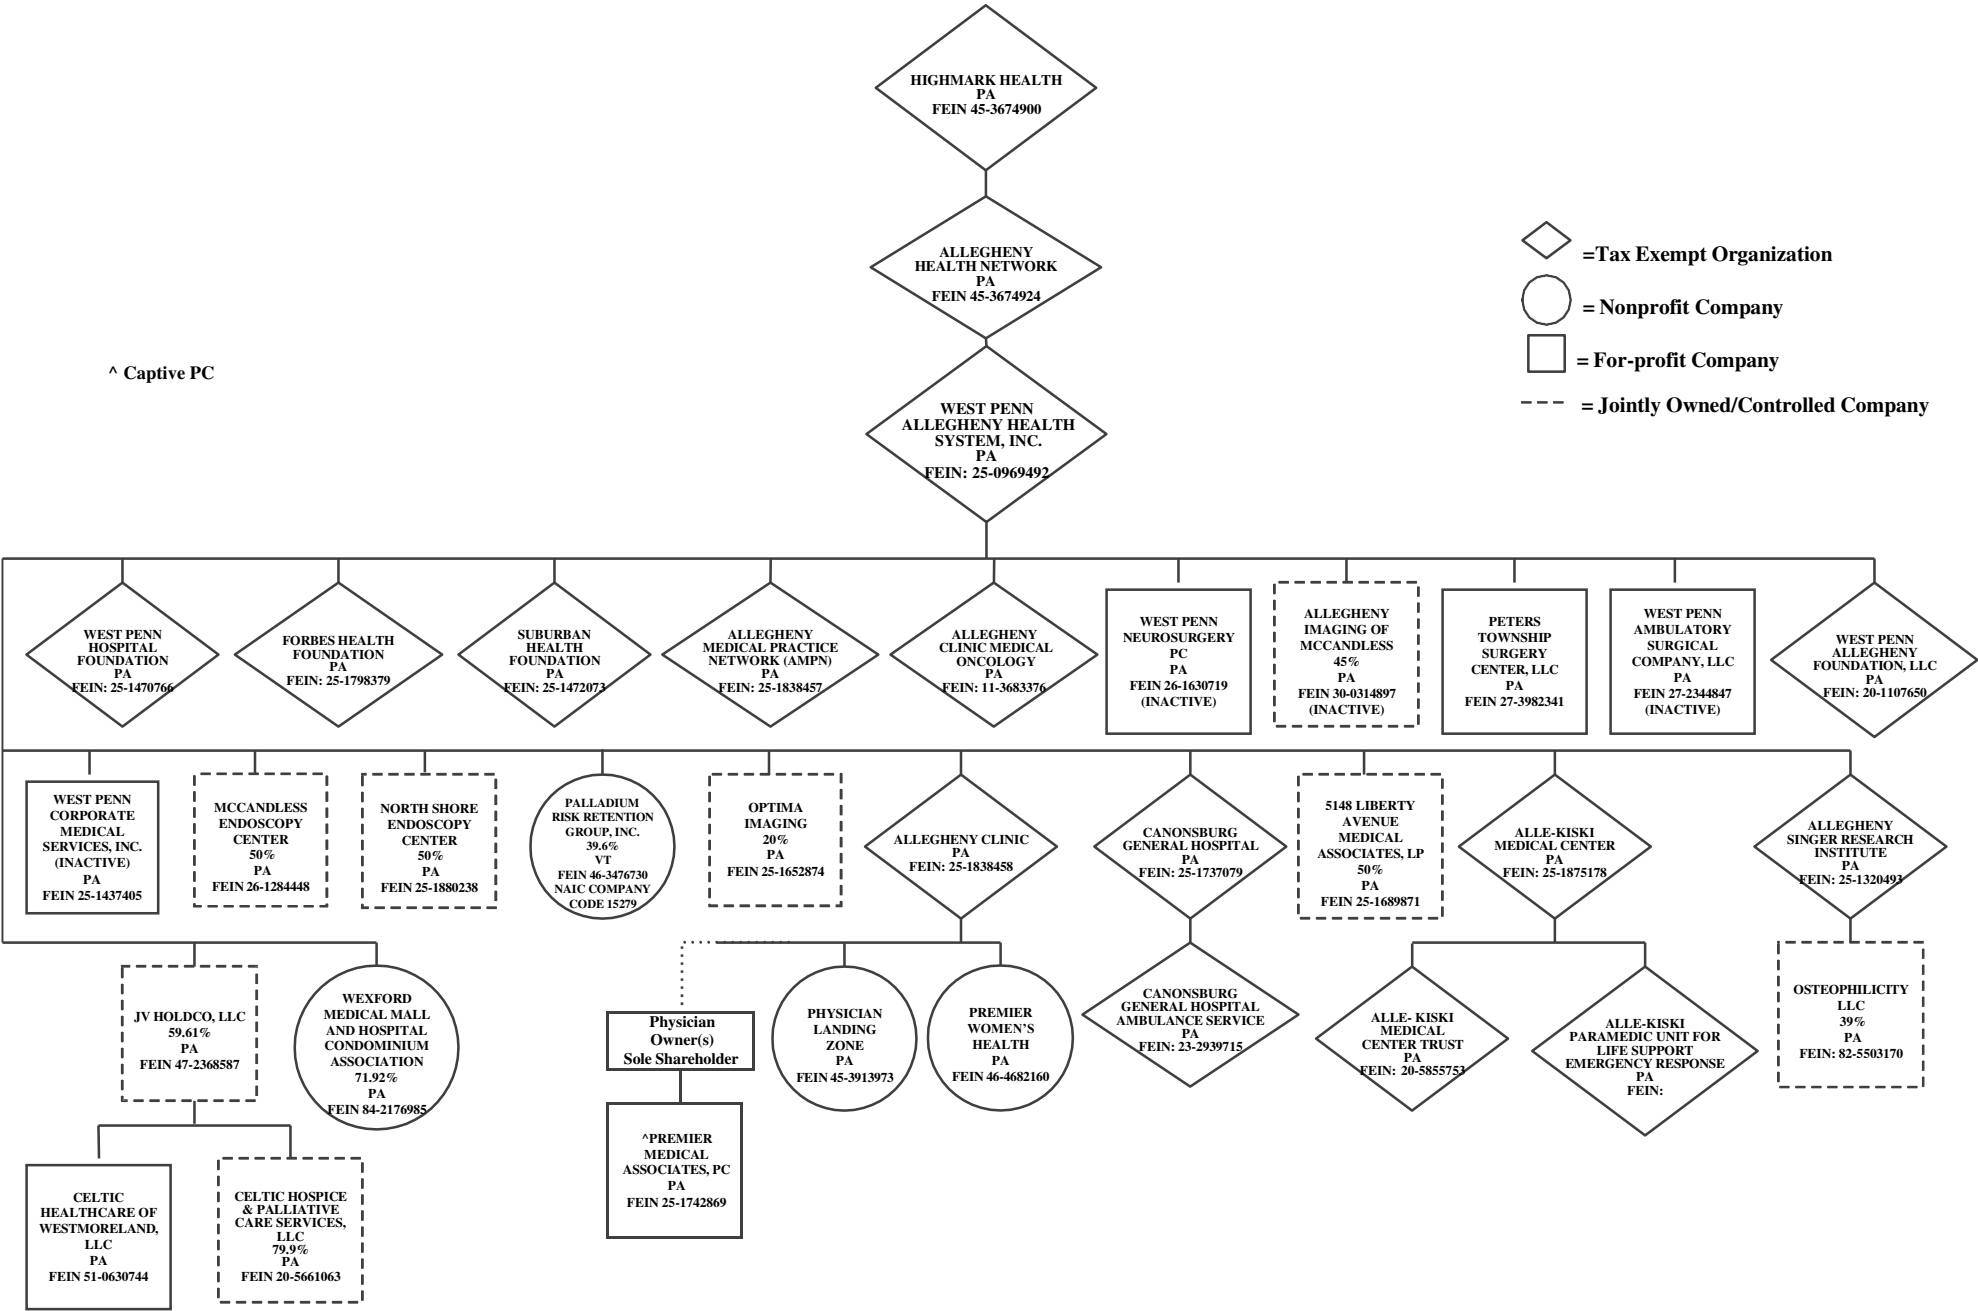 HIGHMARK HEALTH
PA
FEIN 45-3674900
ALLEGHENY
HEALTH NETWORK
PA
FEIN 45-3674924
WEST PENN
ALLEGHENY HEALTH
SYSTEM, INC.
PA
FEIN: 25-0969492
=Tax Exempt Organization
= Nonprofit Company
= For-profit Company
= Jointly Owned/Controlled Company
^ Captive PC
WEST PENN
HOSPITAL
FOUNDATION
PA
FEIN: 25-1470766
FORBES HEALTH
FOUNDATION
PA
FEIN: 25-1798379
SUBURBAN
HEALTH
FOUNDATION
PA
FEIN: 25-1472073
ALLEGHENY
MEDICAL PRACTICE
NETWORK (AMPN)
PA
FEIN: 25-1838457
ALLEGHENY
CLINIC MEDICAL
ONCOLOGY
PA
FEIN: 11-3683376
WEST PENN
NEUROSURGERY
PC
PA
FEIN 26-1630719
(INACTIVE)
ALLEGHENY
IMAGING OF
MCCANDLESS
45%
PA
FEIN 30-0314897
(INACTIVE)
PETERS
TOWNSHIP
SURGERY
CENTER, LLC
PA
FEIN 27-3982341
WEST PENN
AMBULATORY
SURGICAL
COMPANY, LLC
PA
FEIN 27-2344847
(INACTIVE)
WEST PENN
ALLEGHENY
FOUNDATION, LLC
PA
FEIN: 20-1107650
WEST PENN
CORPORATE
MEDICAL
SERVICES, INC.
(INACTIVE)
PA
FEIN 25-1437405
MCCANDLESS
ENDOSCOPY
CENTER
50%
PA
FEIN 26-1284448
NORTH SHORE
ENDOSCOPY
CENTER
50%
PA
FEIN 25-1880238
PALLADIUM
RISK RETENTION
GROUP, INC.
39.6%
VT
FEIN 46-3476730
NAIC COMPANY
CODE 15279
OPTIMA
IMAGING
20%
PA
FEIN 25-1652874
ALLEGHENY CLINIC
PA
FEIN: 25-1838458
CANONSBURG
GENERAL HOSPITAL
PA
FEIN: 25-1737079
5148 LIBERTY
AVENUE
MEDICAL
ASSOCIATES, LP
50%
PA
FEIN 25-1689871
ALLE-KISKI
MEDICAL CENTER
PA
FEIN: 25-1875178
ALLEGHENY
SINGER RESEARCH
INSTITUTE
PA
FEIN: 25-1320493
JV HOLDCO, LLC
59.61%
PA
FEIN 47-2368587
WEXFORD
MEDICAL MALL
AND HOSPITAL
CONDOMINIUM
ASSOCIATION
71.92%
PA
FEIN 84-2176985
Physician
Owner(s)
Sole Shareholder
PHYSICIAN
LANDING
ZONE
PA
FEIN 45-3913973
PREMIER
WOMEN'S
HEALTH
PA
FEIN 46-4682160
CANONSBURG
GENERAL HOSPITAL
AMBULANCE SERVICE
PA
FEIN: 23-2939715
ALLE- KISKI
MEDICAL
CENTER TRUST
PA
FEIN: 20-5855753
ALLE-KISKI
PARAMEDIC UNIT FOR
LIFE SUPPORT
EMERGENCY RESPONSE
PA
FEIN:
OSTEOPHILICITY
LLC
39%
PA
FEIN: 82-5503170
^PREMIER
MEDICAL
ASSOCIATES, PC
PA
FEIN 25-1742869
CELTIC
HEALTHCARE OF
WESTMORELAND,
LLC
PA
FEIN 51-0630744
CELTIC HOSPICE
& PALLIATIVE
CARE SERVICES,
LLC
79.9%
PA
FEIN 20-5661063